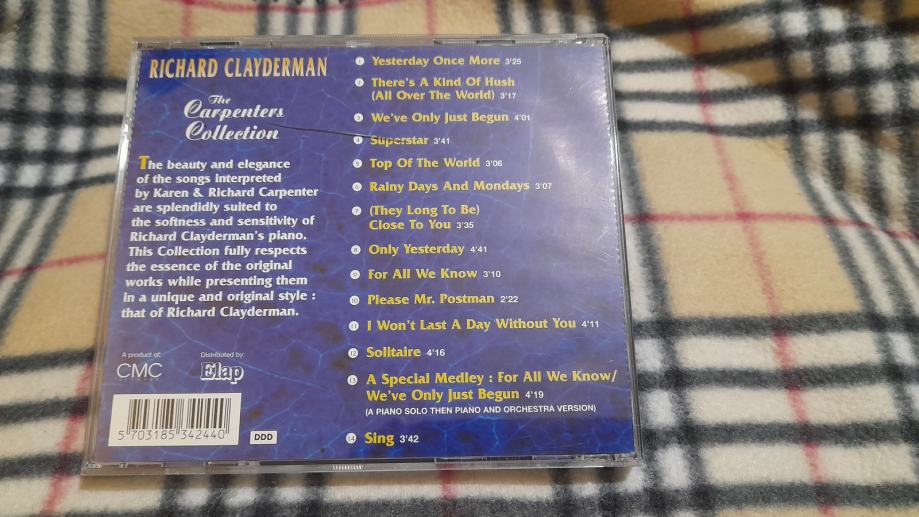 RICHARD CLAYDERMAN
The
Carpenters
Collection
The beauty and elegance
of the songs interpreted
by Karen & Richard Carpenter
are splendidly suited to
the softness and sensitivity of
Richard Clayderman's piano.
This Collection fully respects
the essence of the original
works while presenting them
in a unique and original style :
that of Richard Clayderman.
A product of:
CMC
Distributed by:
Elap
5 703185 342440
DDD
1 Yesterday Once More 3'25
2 There's A Kind Of Hush
(All Over The World) 3'17
3 We've Only Just Begun 4'01
4 Superstar 3'41
5 Top Of The World 3'06
6 Rainy Days And Mondays 3'07
7 (They Long To Be)
Close To You 3'35
8 Only Yesterday 4'41
9 For All We Know 3'10
10 Please Mr. Postman 2'22
11 I Won't Last A Day Without You 4'11
12 Solitaire 4'16
13 A Special Medley : For All We Know/
We've Only Just Begun 4'19
(A PIANO SOLO THEN PIANO AND ORCHESTRA VERSION)
14 Sing 3'42